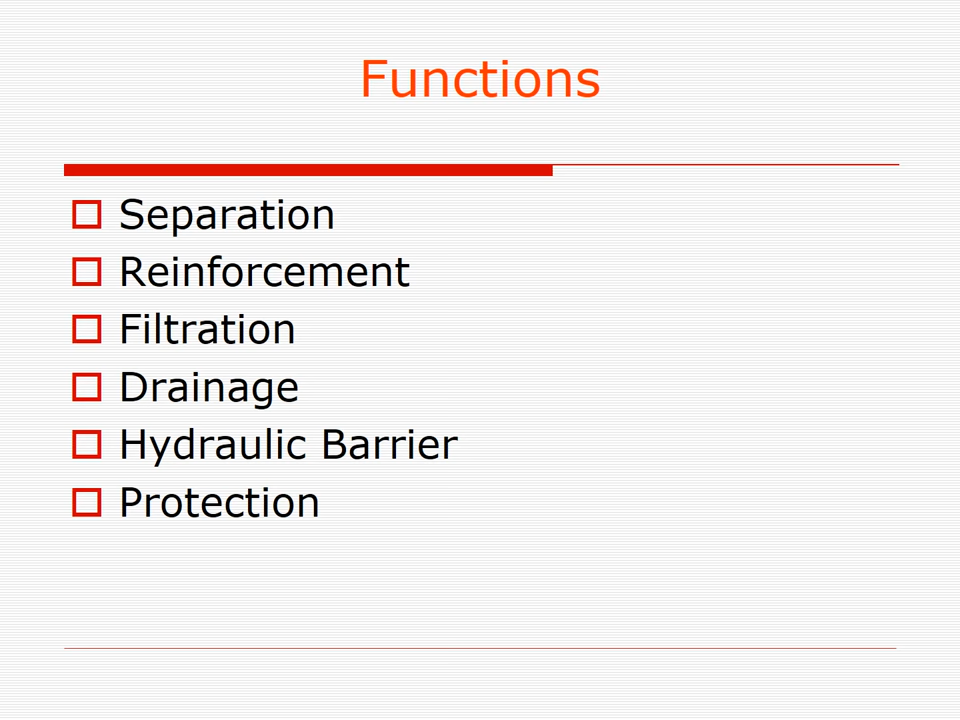 Functions
Separation
Reinforcement
Filtration
Drainage
Hydraulic Barrier
Protection